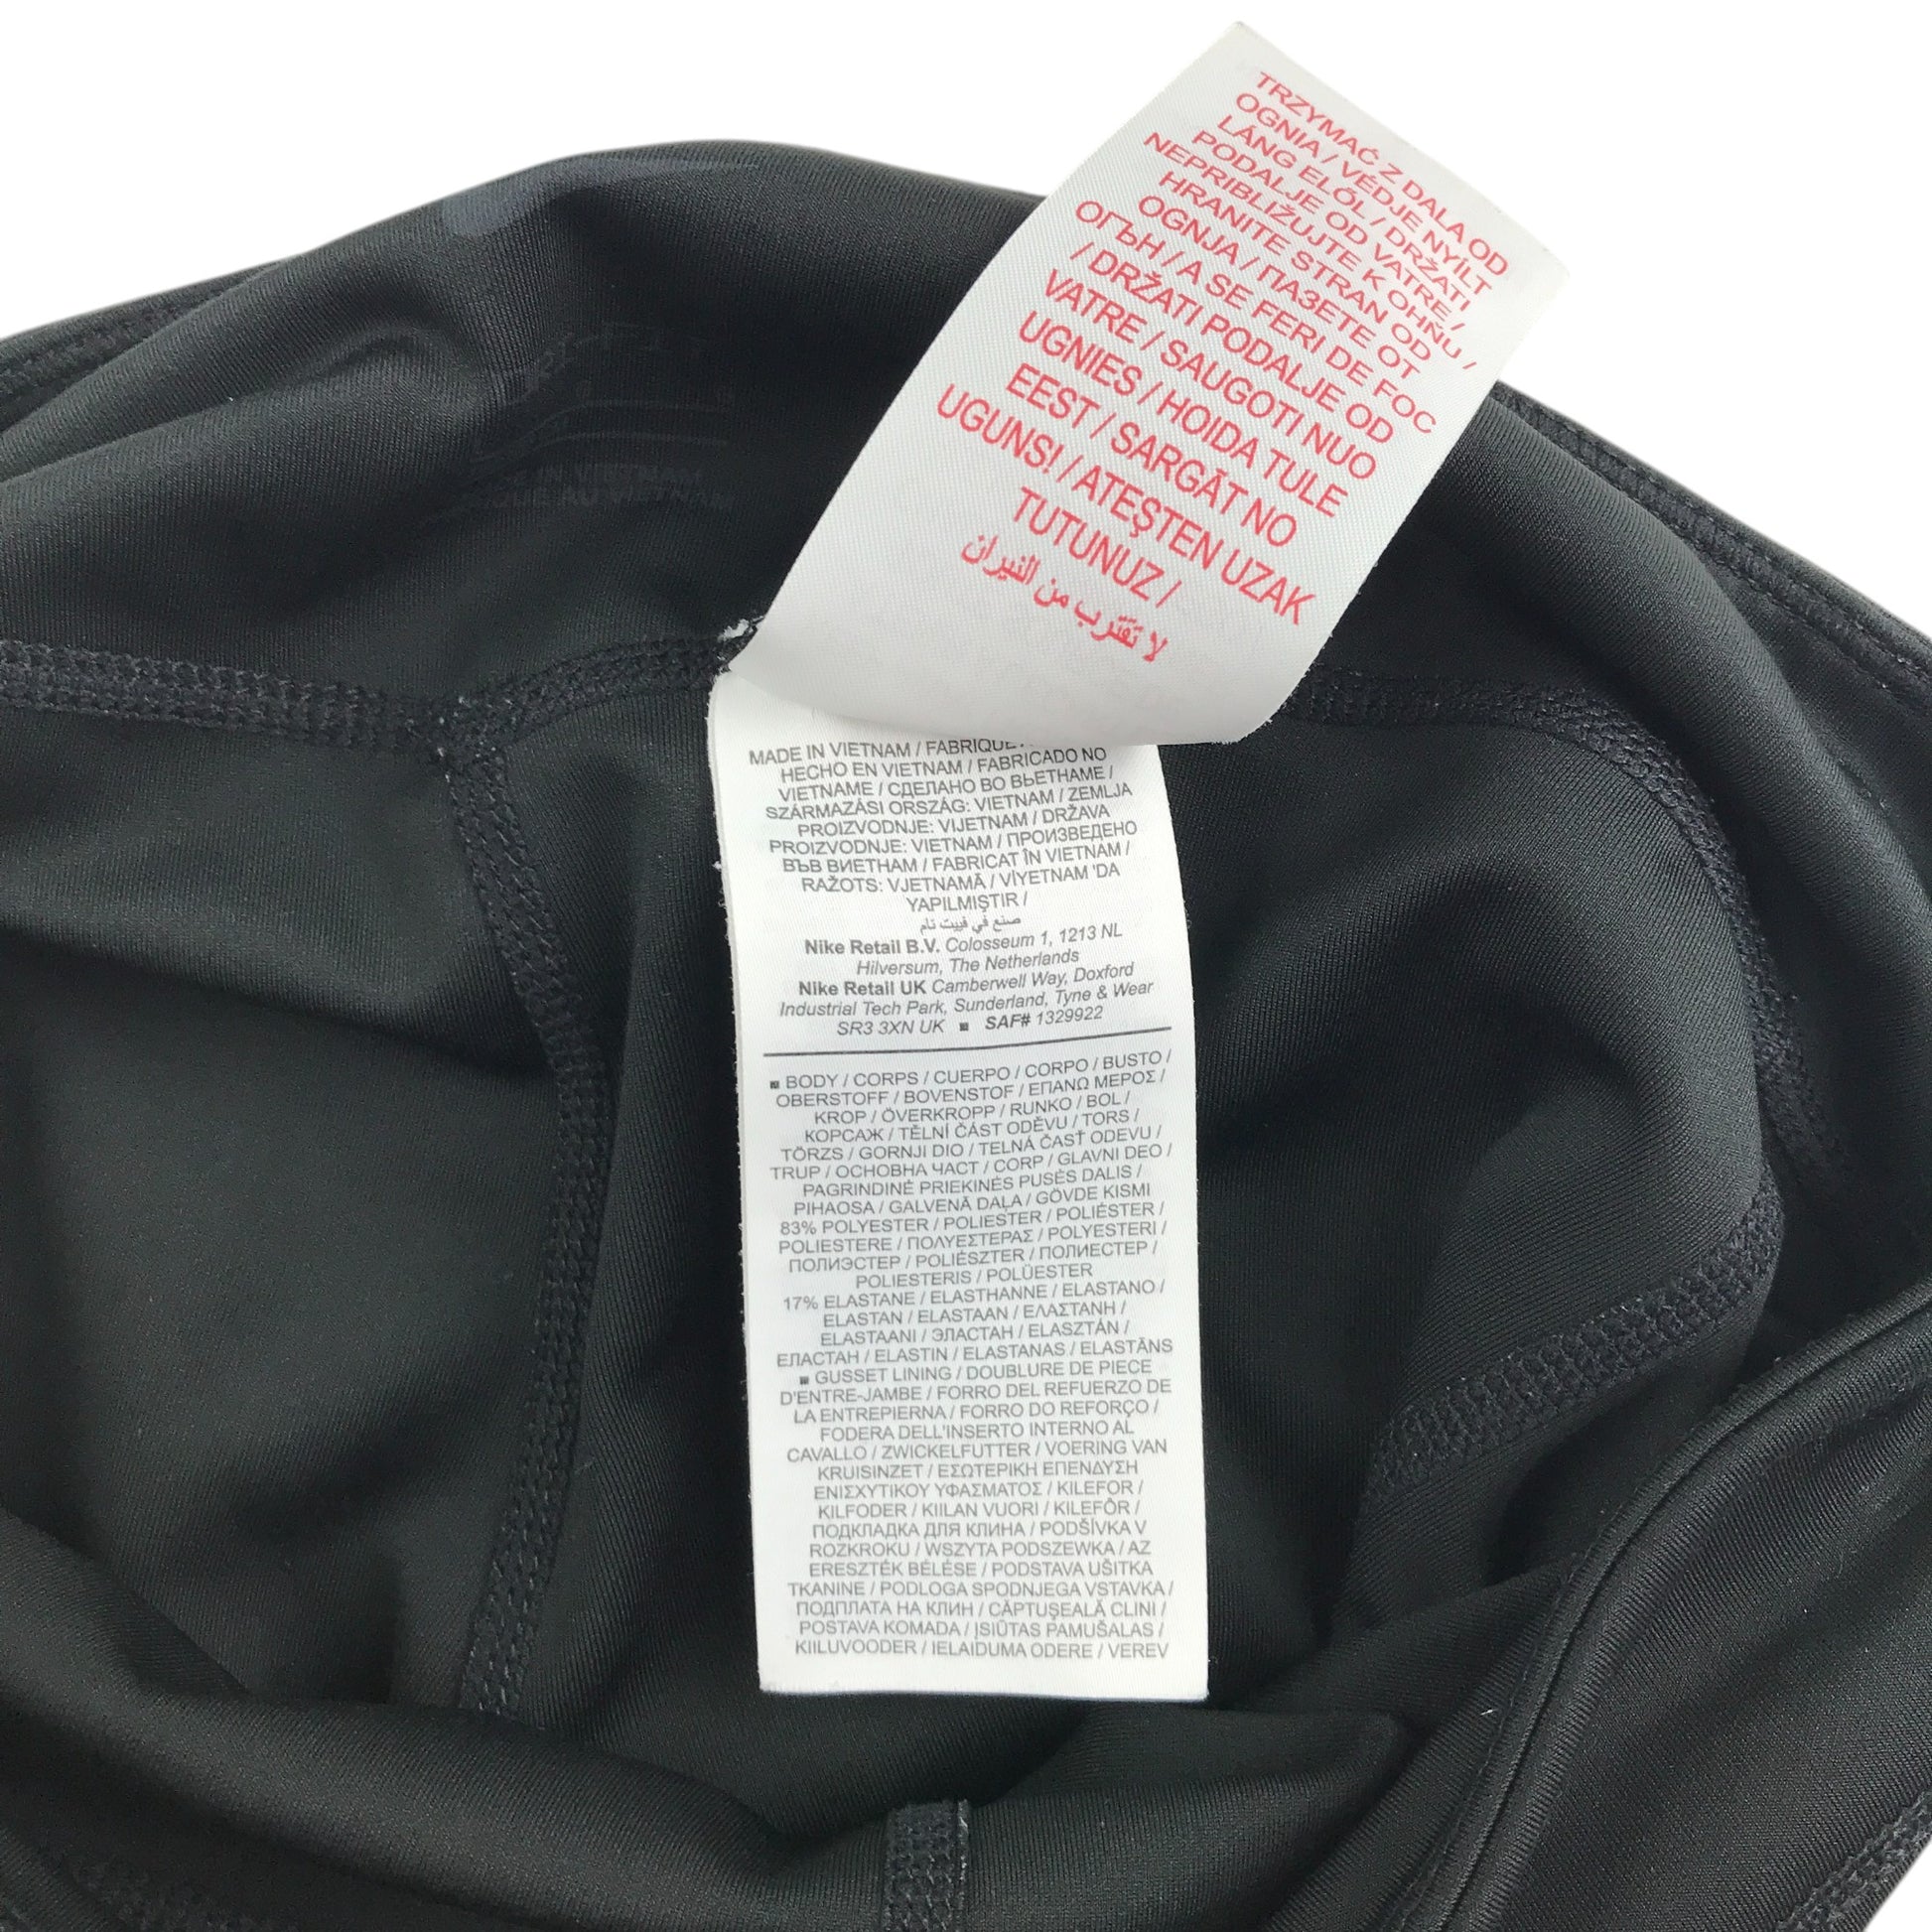 TRZYMAĆ Z DALA OD
OGNIA / VÉDJE NYÍLT
LÁNG ELŐL / DRŽATI
PODALJE OD VATRE /
NEPRIBLIŽUJTE K OHŇU /
HRANITE STRAN OD
OGNJA / ПАЗЕТЕ ОТ
ОГЪН / A SE FERI DE FOC
/ DRŽATI PODALJE OD
VATRE / SAUGOTI NUO
UGNIES / HOIDA TULE
EEST / SARGĀT NO
UGUNS! / ATEŞTEN UZAK
TUTUNUZ /
لا تقترب من النيران
IN VIETNAM
AU VIETNAM
MADE IN VIETNAM / FABRIQUÉ
HECHO EN VIETNAM / FABRICADO NO
VIETNAME / СДЕЛАНО ВО ВЬЕТНАМЕ /
SZÁRMAZÁSI ORSZÁG: VIETNAM / ZEMLJA
PROIZVODNJE: VIJETNAM / DRŽAVA
PROIZVODNJE: VIETNAM / ПРОИЗВЕДЕНО
ВЪВ ВИЕТНАМ / FABRICAT ÎN VIETNAM /
RAŽOTS: VJETNAMĀ / VİYETNAM 'DA
YAPILMIŞTIR /
صنع في فييت نام
Nike Retail B.V. Colosseum 1, 1213 NL
Hilversum, The Netherlands
Nike Retail UK Camberwell Way, Doxford
Industrial Tech Park, Sunderland, Tyne & Wear
SR3 3XN UK ■ SAF# 1329922
■ BODY / CORPS / CUERPO / CORPO / BUSTO /
OBERSTOFF / BOVENSTOF / ΕΠΑΝΩ ΜΕΡΟΣ /
KROP / ÖVERKROPP / RUNKO / BOL /
КОРСАЖ / TĚLNÍ ČÁST ODĚVU / TORS /
TÖRZS / GORNJI DIO / TELNÁ ČASŤ ODEVU /
TRUP / ОСНОВНА ЧАСТ / CORP / GLAVNI DEO /
PAGRINDINĖ PRIEKINĖS PUSĖS DALIS /
PIHAOSA / GALVENĀ DAĻA / GÖVDE KISMI
83% POLYESTER / POLIESTER / POLIÉSTER /
POLIESTERE / ΠΟΛΥΕΣΤΕΡΑΣ / POLYESTERI /
ПОЛИЭСТЕР / POLIÉSZTER / ПОЛИЕСТЕР /
POLIESTERIS / POLÜESTER
17% ELASTANE / ELASTHANNE / ELASTANO /
ELASTAN / ELASTAAN / ΕΛΑΣΤΑΝΗ /
ELASTAANI / ЭЛАСТАН / ELASZTÁN /
ЕЛАСТАН / ELASTIN / ELASTANAS / ELASTĀNS
■ GUSSET LINING / DOUBLURE DE PIECE
D'ENTRE-JAMBE / FORRO DEL REFUERZO DE
LA ENTREPIERNA / FORRO DO REFORÇO /
FODERA DELL'INSERTO INTERNO AL
CAVALLO / ZWICKELFUTTER / VOERING VAN
KRUISINZET / ΕΣΩΤΕΡΙΚΗ ΕΠΕΝΔΥΣΗ
ΕΝΙΣΧΥΤΙΚΟΥ ΥΦΑΣΜΑΤΟΣ / KILEFOR /
KILFODER / KIILAN VUORI / KILEFÔR /
ПОДКЛАДКА ДЛЯ КЛИНА / PODŠÍVKA V
ROZKROKU / WSZYTA PODSZEWKA / AZ
ERESZTÉK BÉLÉSE / PODSTAVA UŠITKA
TKANINE / PODLOGA SPODNJEGA VSTAVKA /
ПОДПЛАТА НА КЛИН / CĂPTUŞEALĂ CLINI /
POSTAVA KOMADA / ĮSIŪTAS PAMUŠALAS /
KIILUVOODER / IELAIDUMA ODERE / VEREV